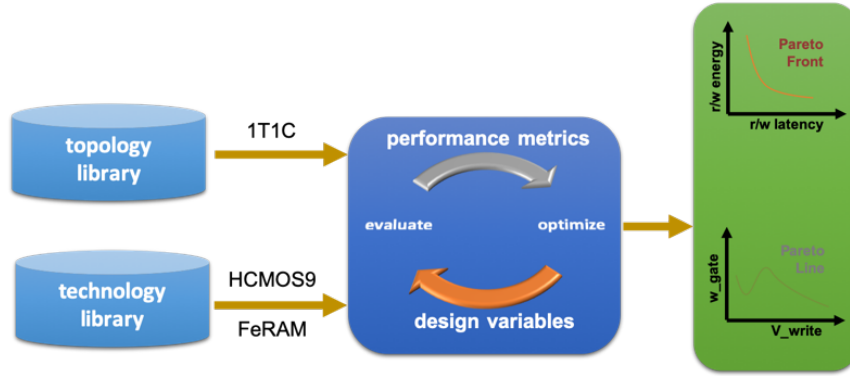 topology
library
1T1C
technology
library
HCMOS9
FeRAM
performance metrics
evaluate
optimize
design variables
Pareto
Front
r/w energy
r/w latency
Pareto
Line
w_gate
V_write